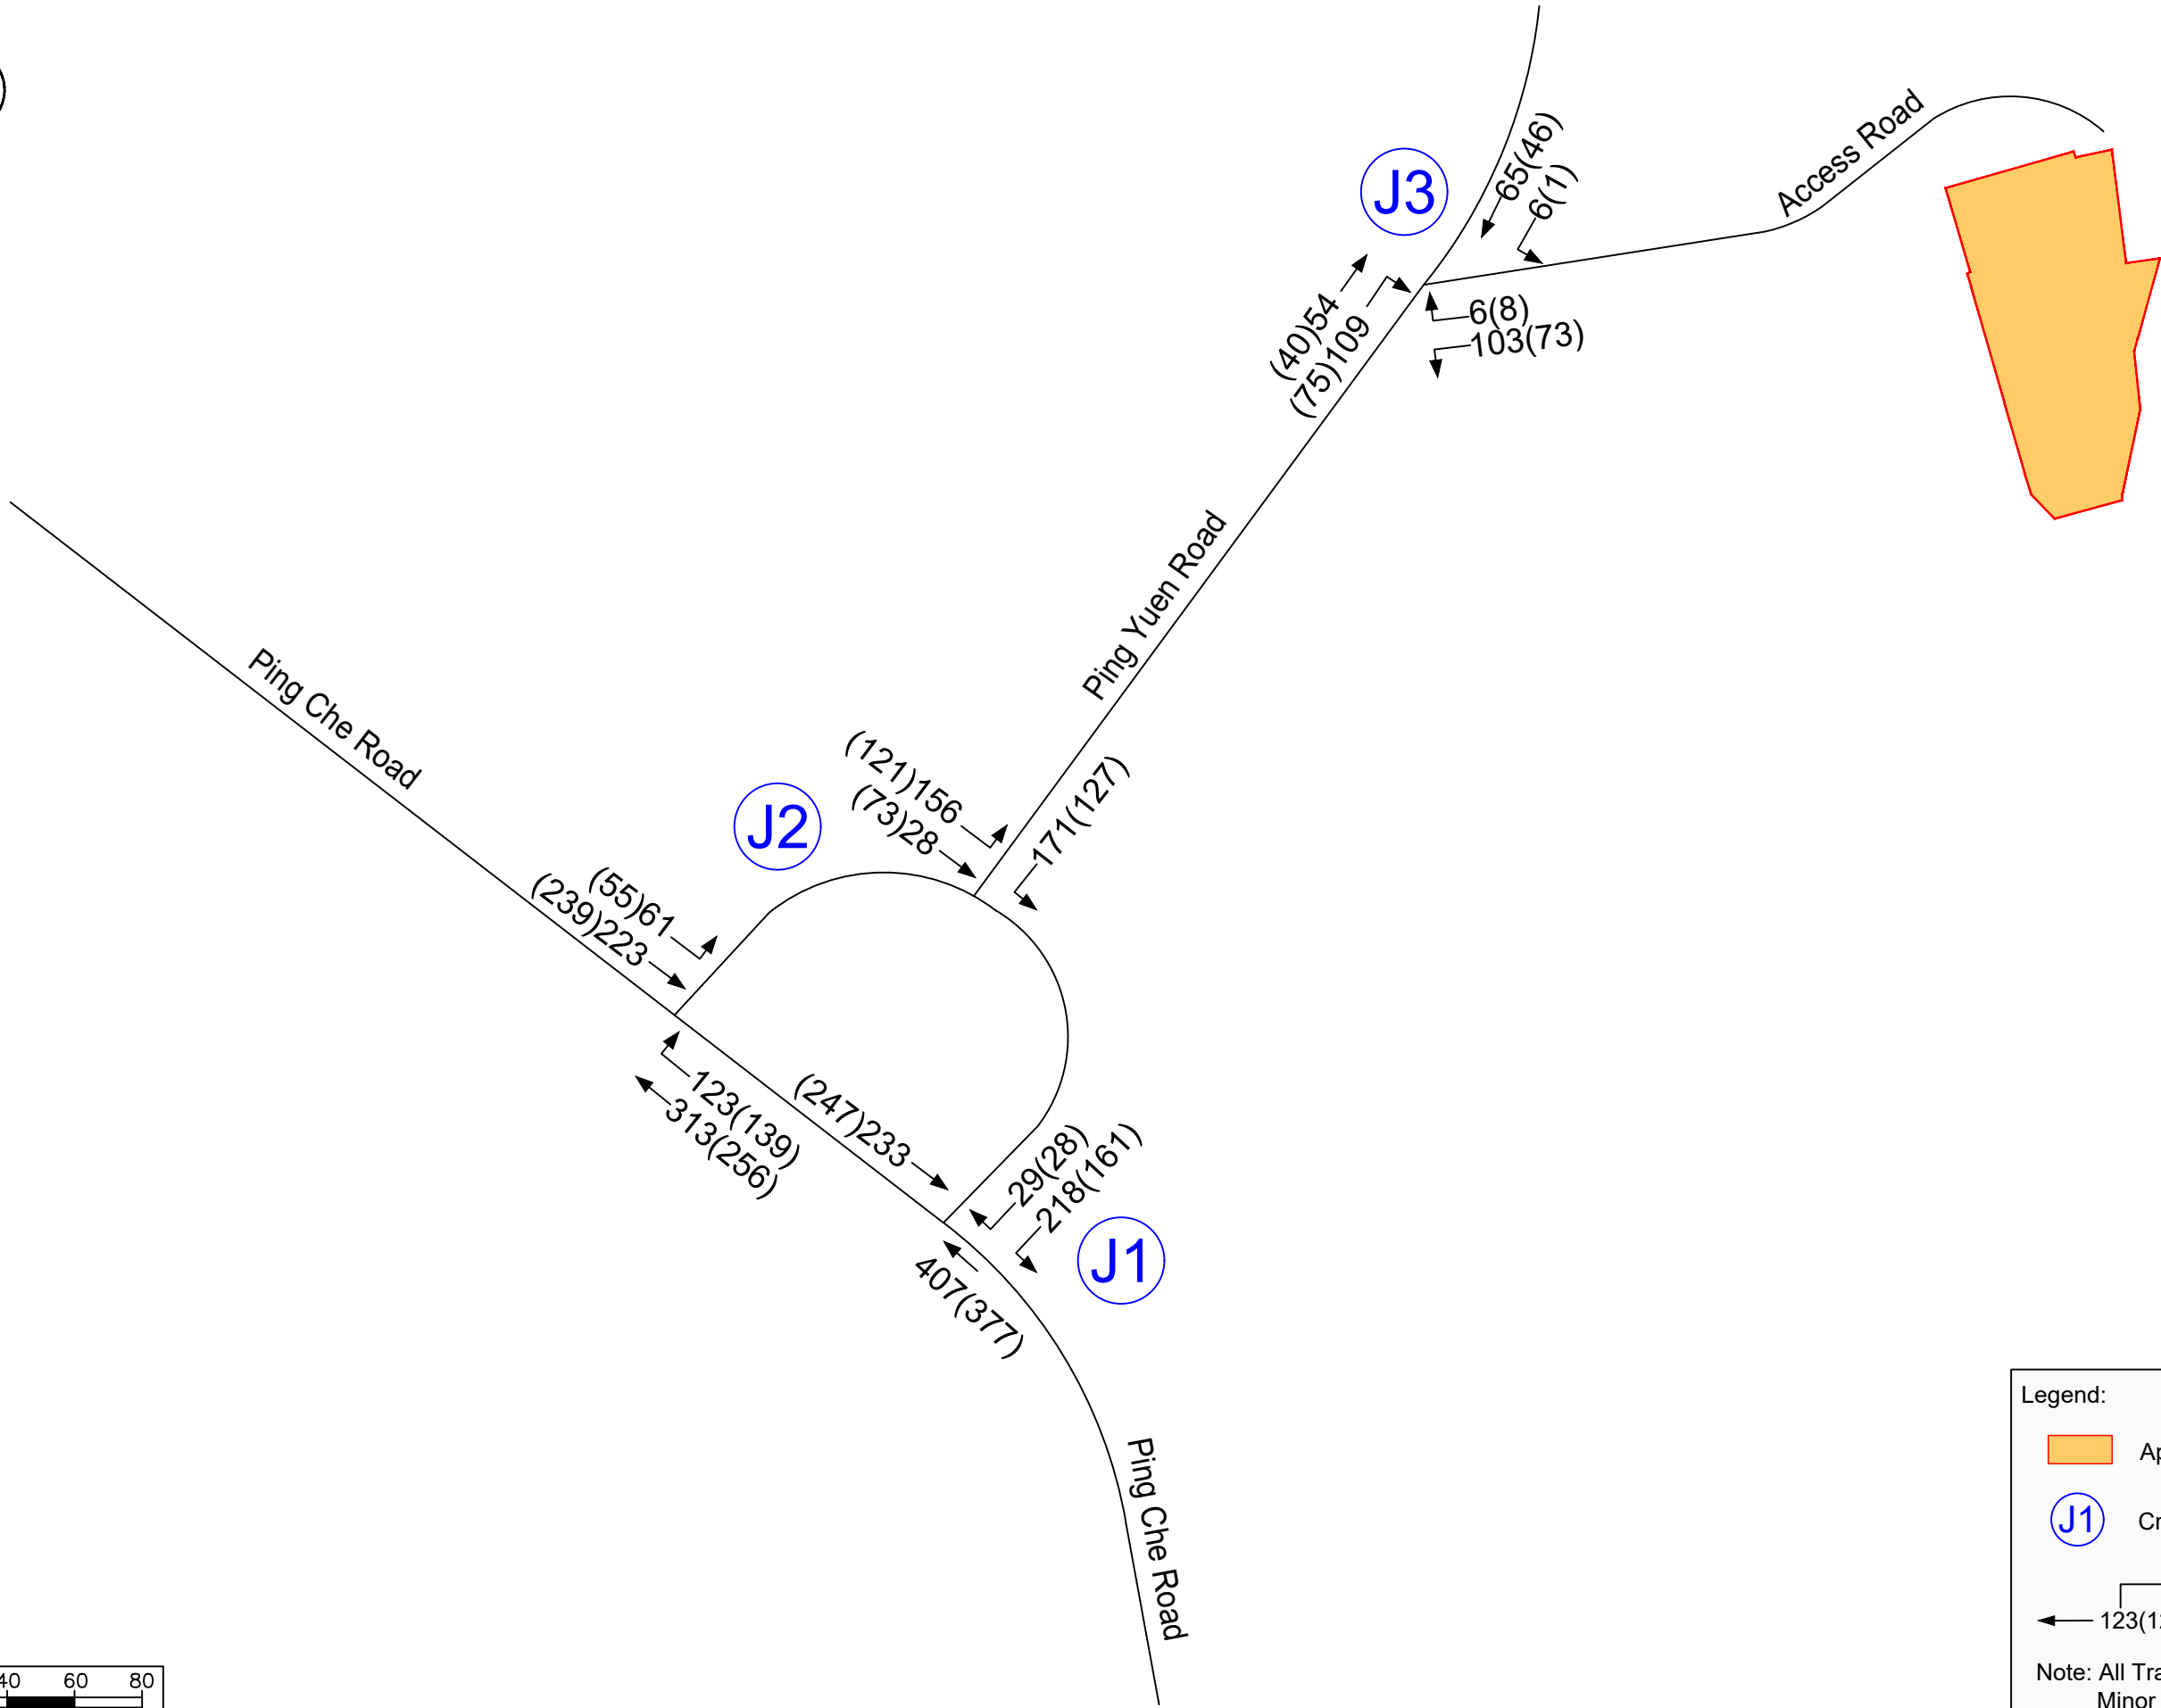 J3
65(46)
6(1)
Access Road
(40)54
(75)109
6(8)
103(73)
Ping Yuen Road
Ping Che Road
J2
(121)156
(73)28
171(127)
(55)61
(239)223
123(139)
313(256)
(247)233
29(28)
218(161)
J1
407(377)
Ping Che Road
Legend:
J1
Note: All
Minor
60 80